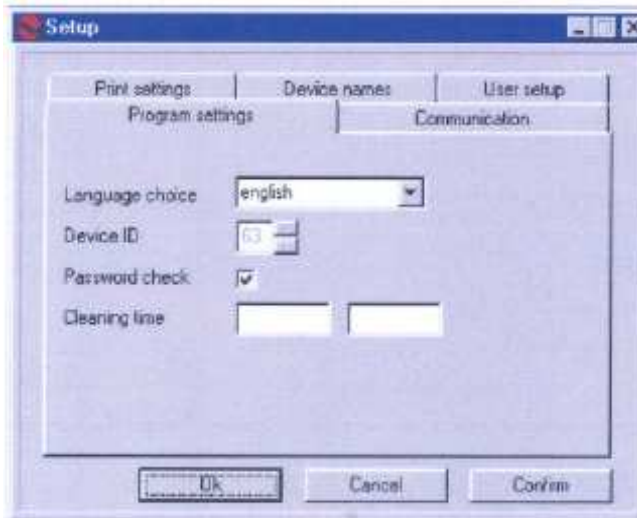 Setup
Print settings Device names User setup
Program settings Communication
Language choice english
Device ID 63
Password check
Cleaning time
Ok Cancel Confirm